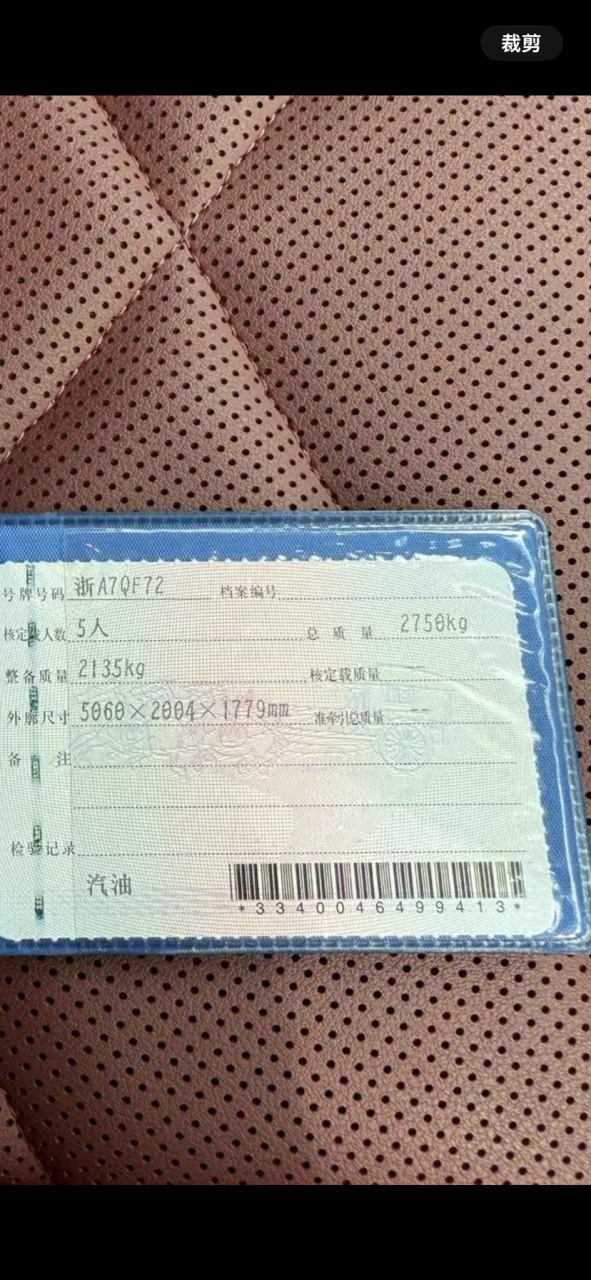 裁剪
号牌号码 浙A7QF72 档案编号
核定载人数 5人 总质量 2750kg
整备质量 2135kg 核定载质量 --
外廓尺寸 5060×2004×1779mm 准牵引总质量 --
备注
检验记录
汽油
*3340046499413*